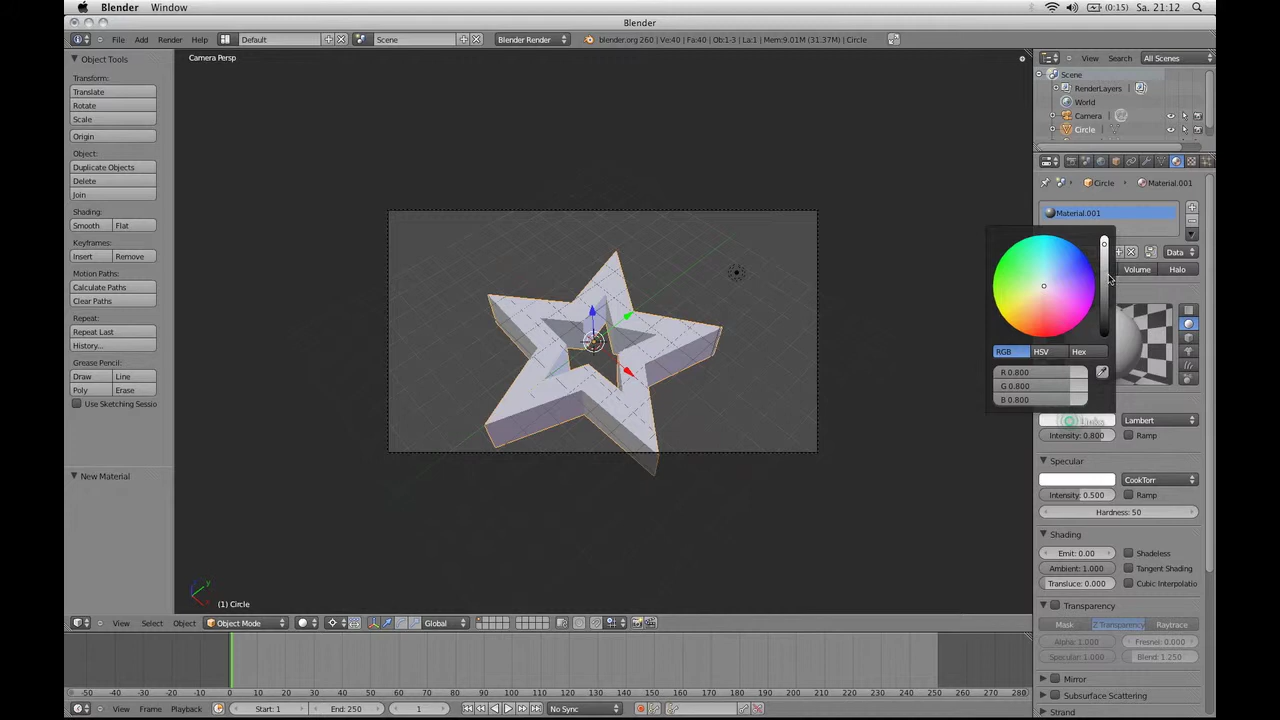 Blender Window (0:15) Sa. 21:12
Blender
File Add Render Help Default Scene Blender Render blender.org 260 | Ve:40 | Fa:40 | Ob:1-3 | La:1 | Mem:9.01M (31.37M) | Circle
Object Tools
Transform:
Translate
Rotate
Scale
Origin
Object:
Duplicate Objects
Delete
Join
Shading:
Smooth Flat
Keyframes:
Insert Remove
Motion Paths:
Calculate Paths
Clear Paths
Repeat:
Repeat Last
History...
Grease Pencil:
Draw Line
Poly Erase
Use Sketching Sessio
New Material
Camera Persp
(1) Circle
View Search All Scenes
Scene
RenderLayers
World
Camera
Circle
Circle Material.001
Material.001
Data
Volume Halo
RGB HSV Hex
R 0.800
G 0.800
B 0.800
Lambert
Intensity: 0.800 Ramp
Specular
CookTorr
Intensity: 0.500 Ramp
Hardness: 50
Shading
Emit: 0.00 Shadeless
Ambient: 1.000 Tangent Shading
Transluce: 0.000 Cubic Interpolatio
Transparency
Mask Z Transparency Raytrace
Alpha: 1.000 Fresnel: 0.000
Specular: 1.000 Blend: 1.250
Mirror
Subsurface Scattering
Strand
View Select Object Object Mode Global
-50 -40 -30 -20 -10 0 10 20 30 40 50 60 70 80 90 100 110 120 130 140 150 160 170 180 190 200 210 220 230 240 250 260 270 280
View Frame Playback Start: 1 End: 250 1 No Sync